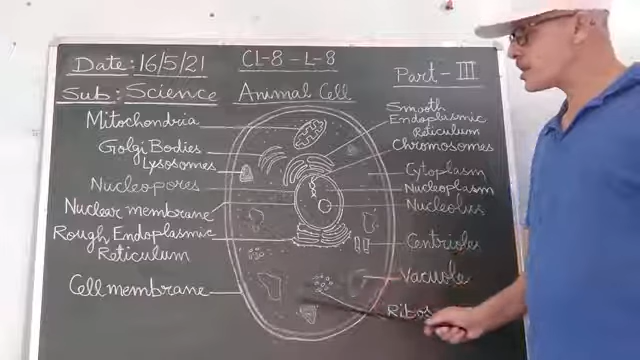 Date: 16/5/21
CL-8 - L-8
Part - III
Sub: Science
Animal Cell
Mitochondria
Golgi Bodies
Lysosomes
Nucleopores
Nuclear membrane
Rough Endoplasmic
Reticulum
Cell membrane
Smooth
Endoplasmic
Reticulum
Chromosomes
Cytoplasm
Nucleoplasm
Nucleolus
Centrioles
Vacuole